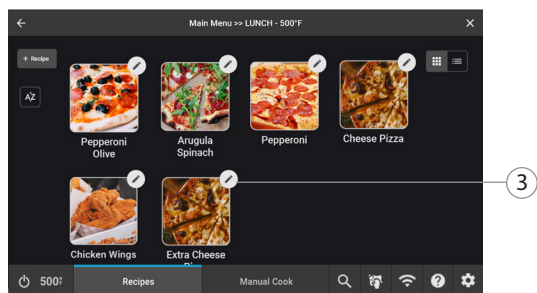 Main Menu >> LUNCH - 500°F
+ Recipe
AZ
Pepperoni
Olive
Arugula
Spinach
Pepperoni
Cheese Pizza
3
Chicken Wings
Extra Cheese
500°F
Recipes
Manual Cook